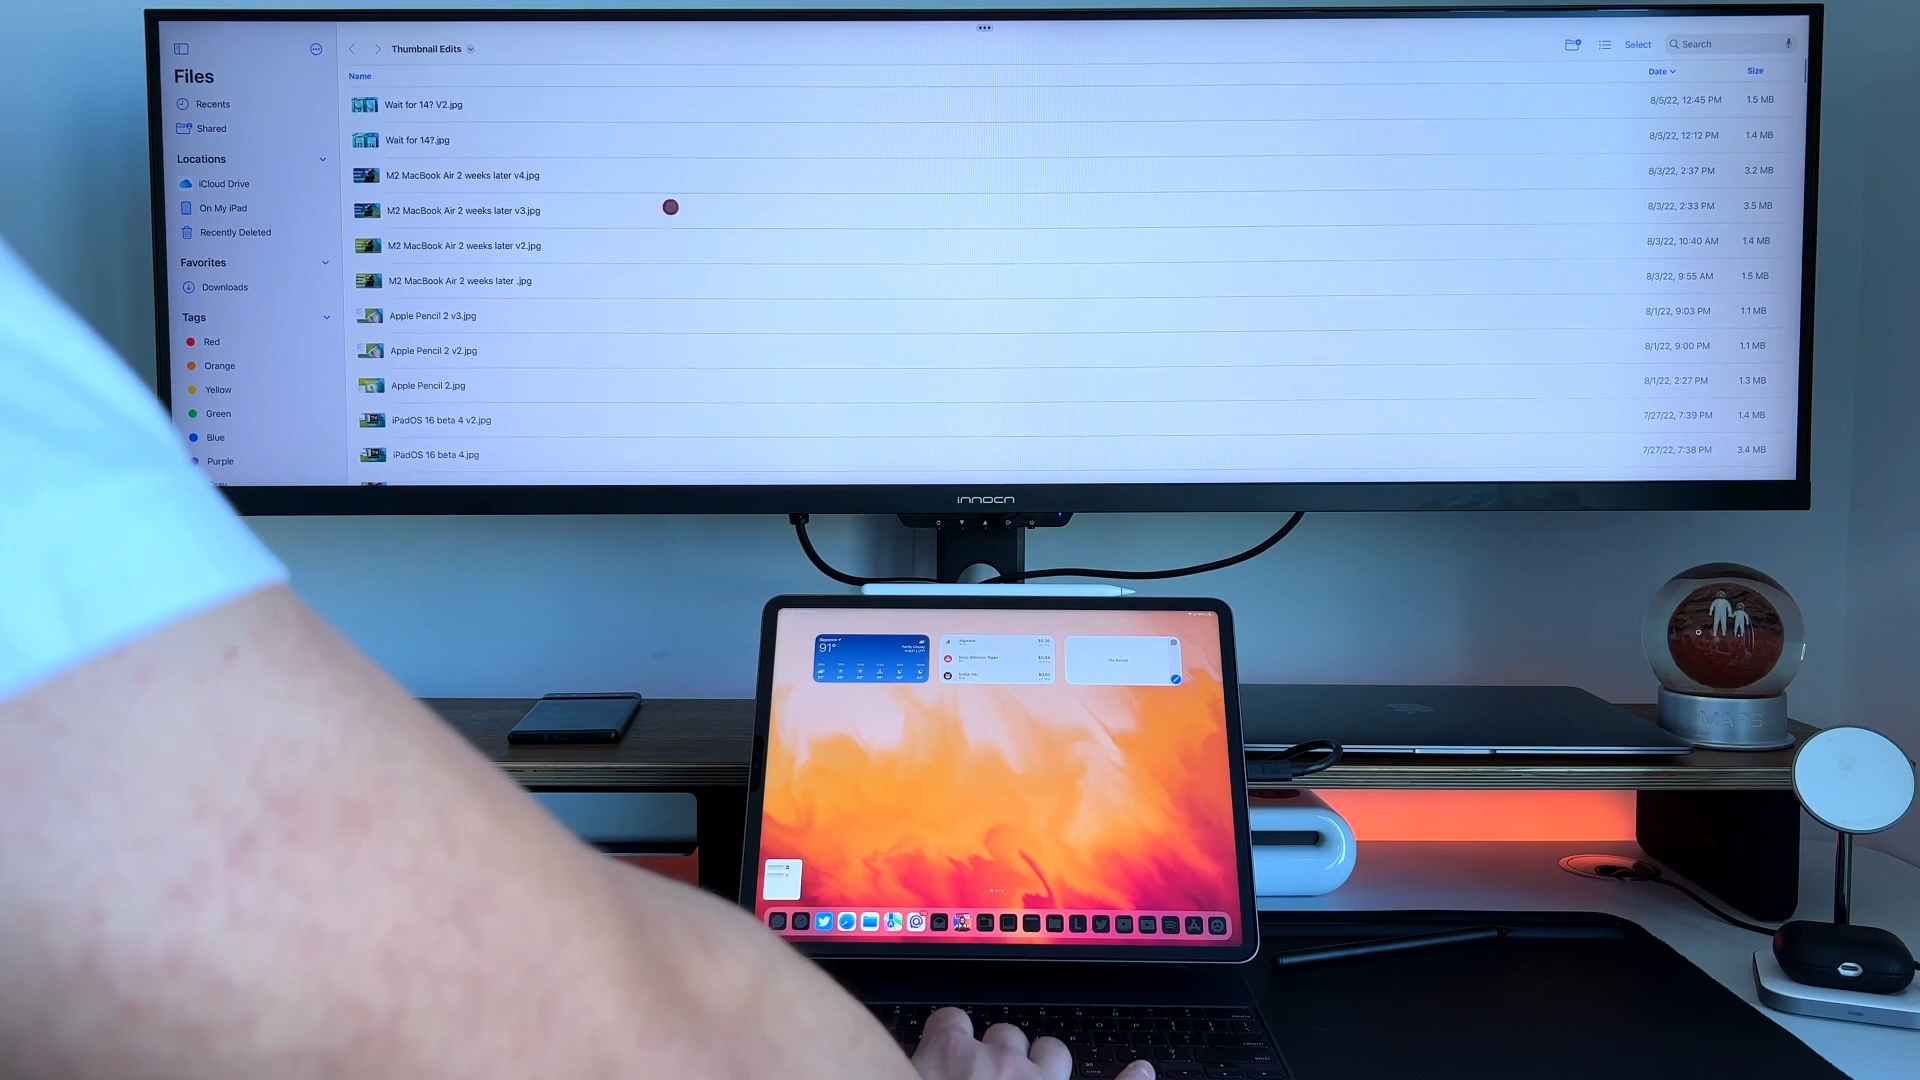 Thumbnail Edits
Select
Search
Files
Name
Date
Size
Recents
Shared
Locations
iCloud Drive
On My iPad
Recently Deleted
Favorites
Downloads
Tags
Red
Orange
Yellow
Green
Blue
Purple
Wait for 14? V2.jpg 8/5/22, 12:45 PM 1.5 MB
Wait for 14?.jpg 8/5/22, 12:12 PM 1.4 MB
M2 MacBook Air 2 weeks later v4.jpg 8/3/22, 2:37 PM 3.2 MB
M2 MacBook Air 2 weeks later v3.jpg 8/3/22, 2:33 PM 3.5 MB
M2 MacBook Air 2 weeks later v2.jpg 8/3/22, 10:40 AM 1.4 MB
M2 MacBook Air 2 weeks later .jpg 8/3/22, 9:55 AM 1.5 MB
Apple Pencil 2 v3.jpg 8/1/22, 9:03 PM 1.1 MB
Apple Pencil 2 v2.jpg 8/1/22, 9:00 PM 1.1 MB
Apple Pencil 2.jpg 8/1/22, 2:27 PM 1.3 MB
iPadOS 16 beta 4 v2.jpg 7/27/22, 7:39 PM 1.4 MB
iPadOS 16 beta 4.jpg 7/27/22, 7:38 PM 3.4 MB
innocn
91°
No Email
MARS